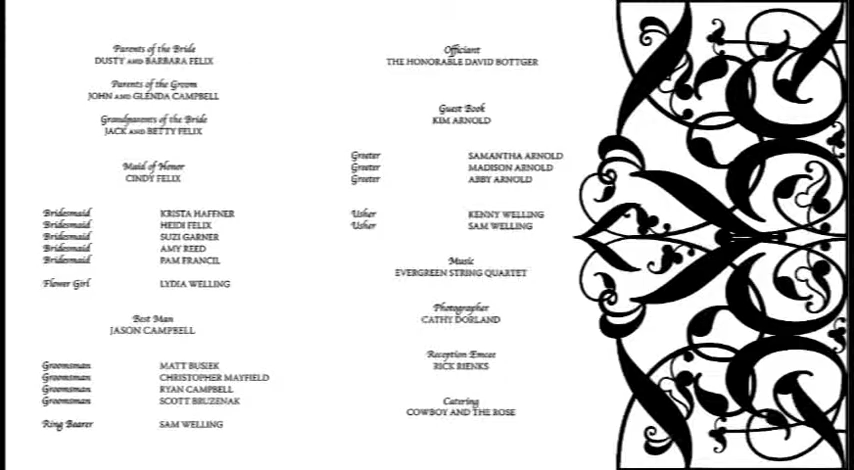 Parents of the Bride
DUSTY AND BARBARA FELIX
Parents of the Groom
JOHN AND GLENDA CAMPBELL
Grandparents of the Bride
JACK AND BETTY FELIX
Maid of Honor
CINDY FELIX
Bridesmaid KRISTA HAFFNER
Bridesmaid HEIDI FELIX
Bridesmaid SUZI GARNER
Bridesmaid AMY REED
Bridesmaid PAM FRANCIL
Flower Girl LYDIA WELLING
Best Man
JASON CAMPBELL
Groomsman MATT BUSIEK
Groomsman CHRISTOPHER MAYFIELD
Groomsman RYAN CAMPBELL
Groomsman SCOTT BRUZENAK
Ring Bearer SAM WELLING
Officiant
THE HONORABLE DAVID BOTTGER
Guest Book
KIM ARNOLD
Greeter SAMANTHA ARNOLD
Greeter MADISON ARNOLD
Greeter ABBY ARNOLD
Usher KENNY WELLING
Usher SAM WELLING
Music
EVERGREEN STRING QUARTET
Photographer
CATHY DORLAND
Reception Emcee
RICK RIENKS
Catering
COWBOY AND THE ROSE